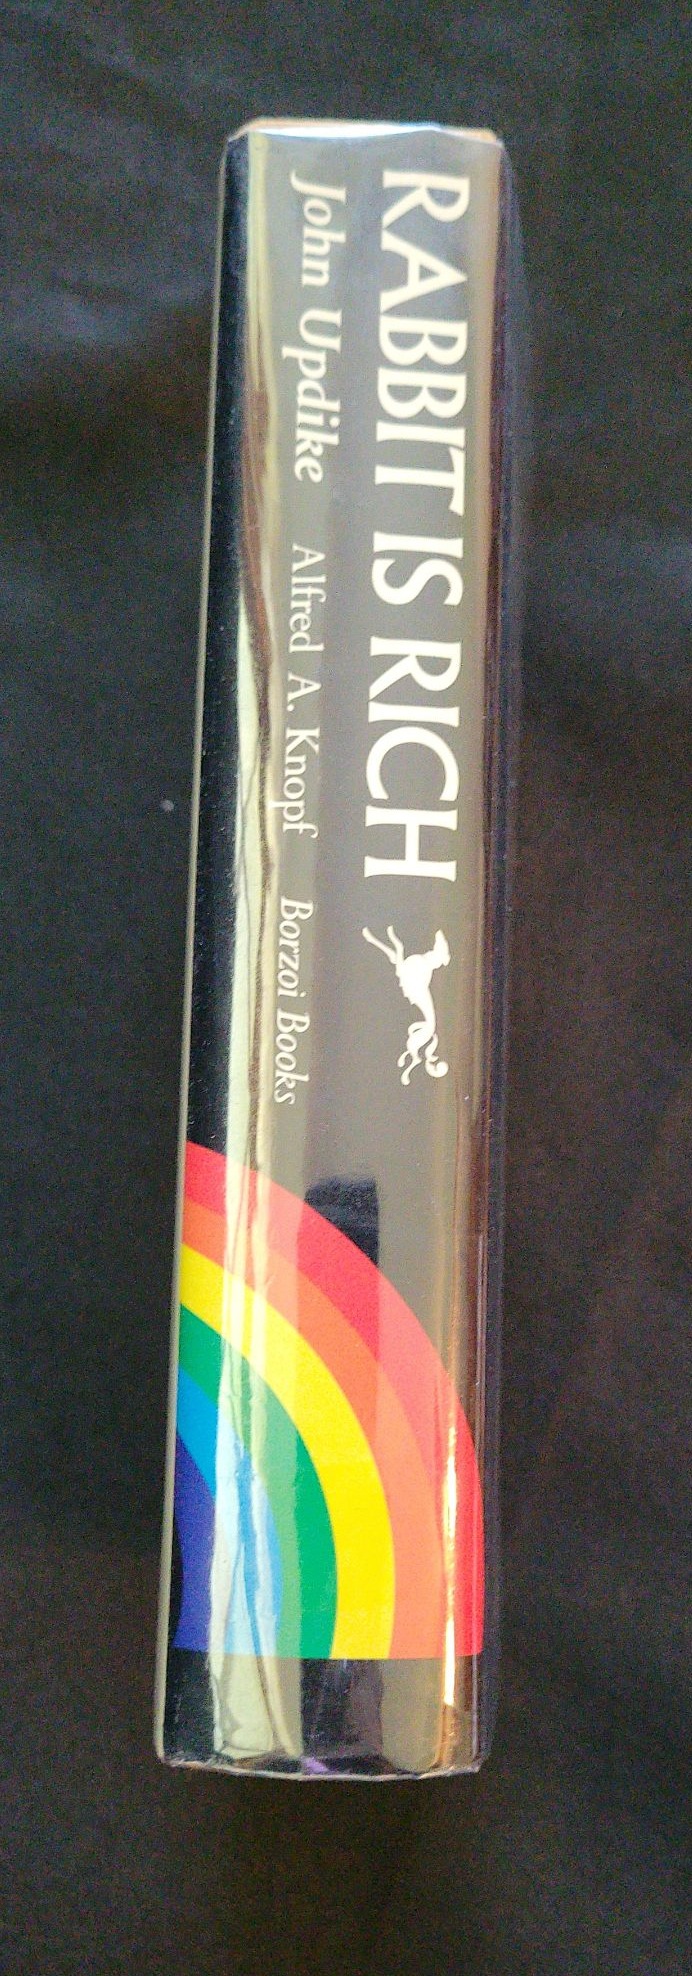 RABBIT IS RICH
John Updike Alfred A. Knopf Borzoi Books